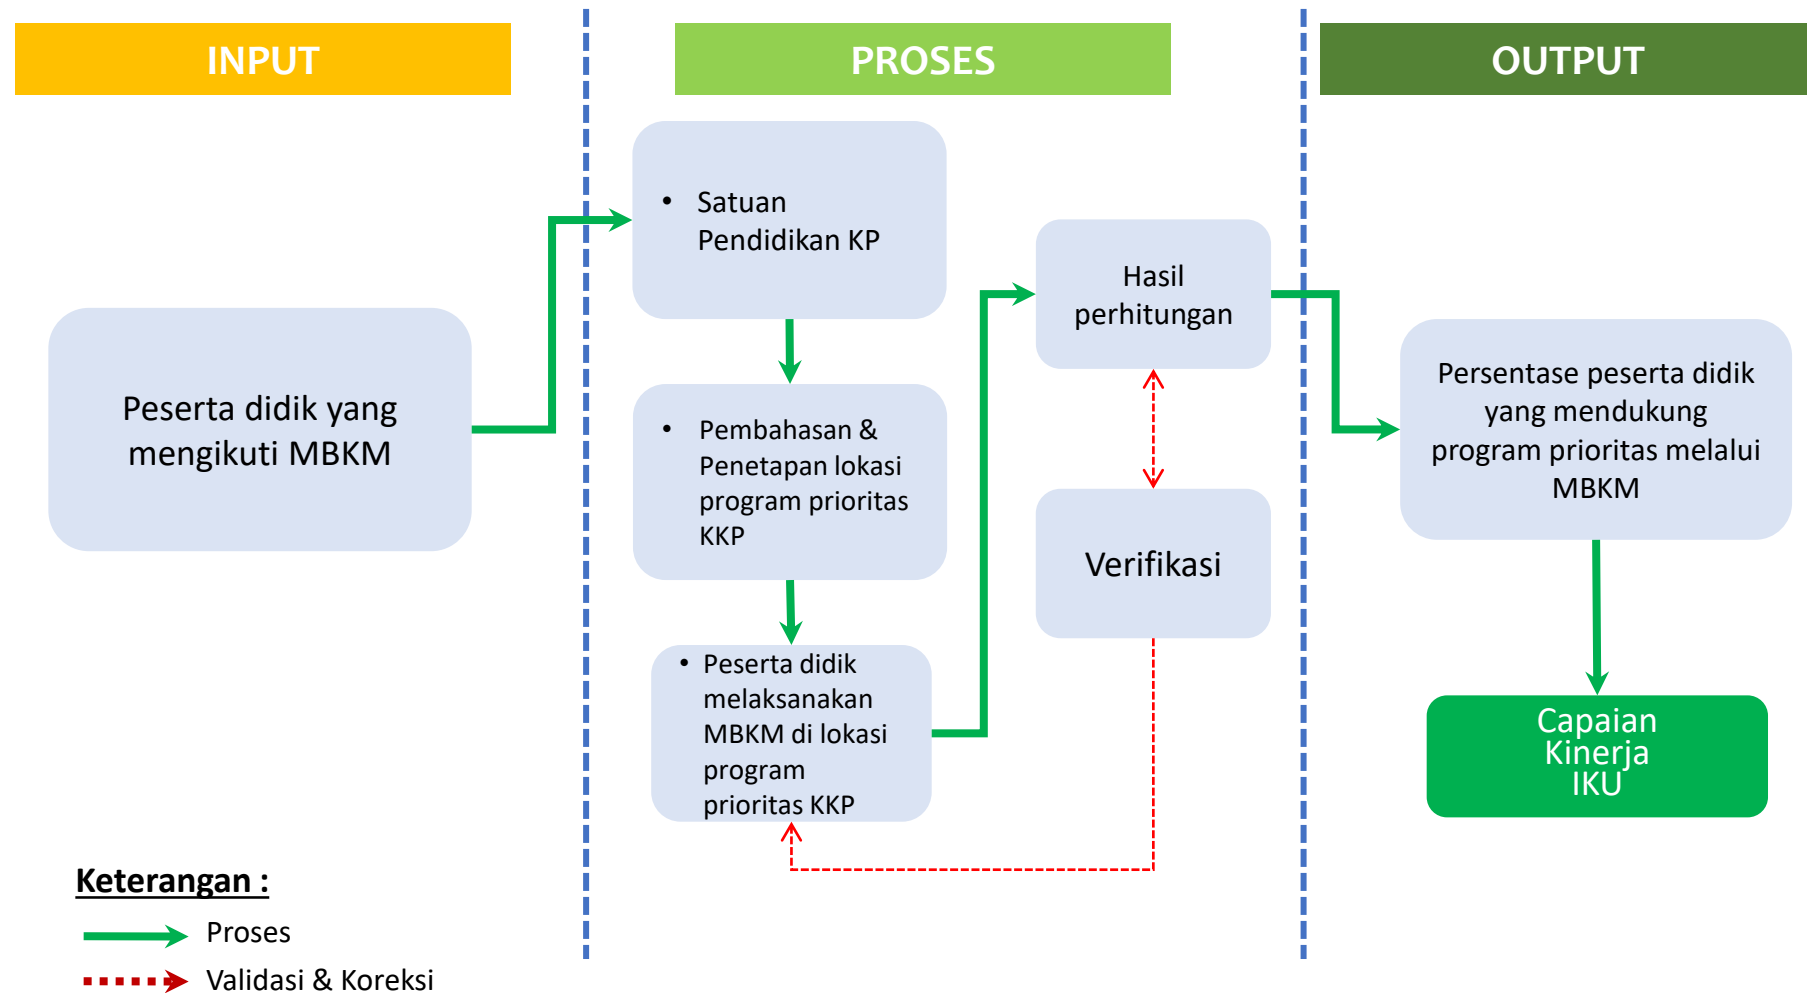 INPUT
PROSES
OUTPUT
Peserta didik yang
mengikuti MBKM
• Satuan
Pendidikan KP
• Pembahasan &
Penetapan lokasi
program prioritas
KKP
• Peserta didik
melaksanakan
MBKM di lokasi
program
prioritas KKP
Hasil
perhitungan
Verifikasi
Persentase peserta didik
yang mendukung
program prioritas melalui
MBKM
Capaian
Kinerja
IKU
Keterangan :
Proses
Validasi & Koreksi